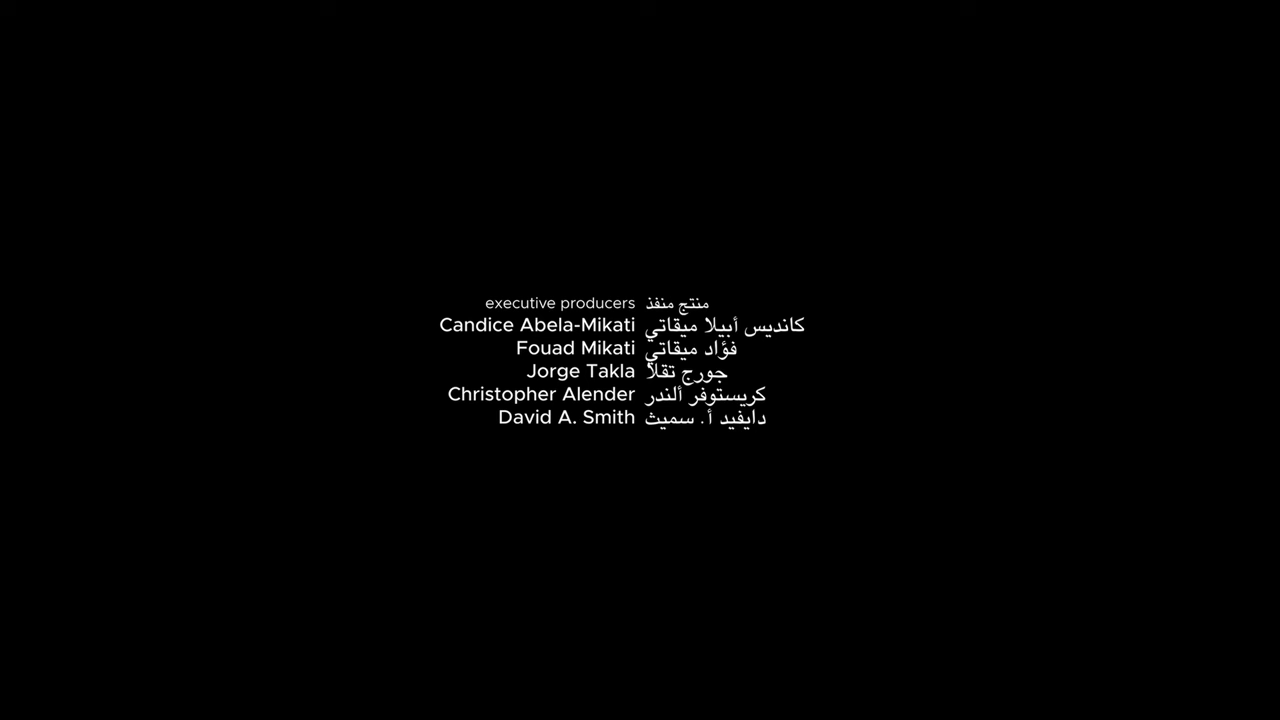 executive producers منتج منفذ
Candice Abela-Mikati كانديس أبيلا ميقاتي
Fouad Mikati فؤاد ميقاتي
Jorge Takla جورج تقلا
Christopher Alender كريستوفر ألندر
David A. Smith دايفيد أ. سميث